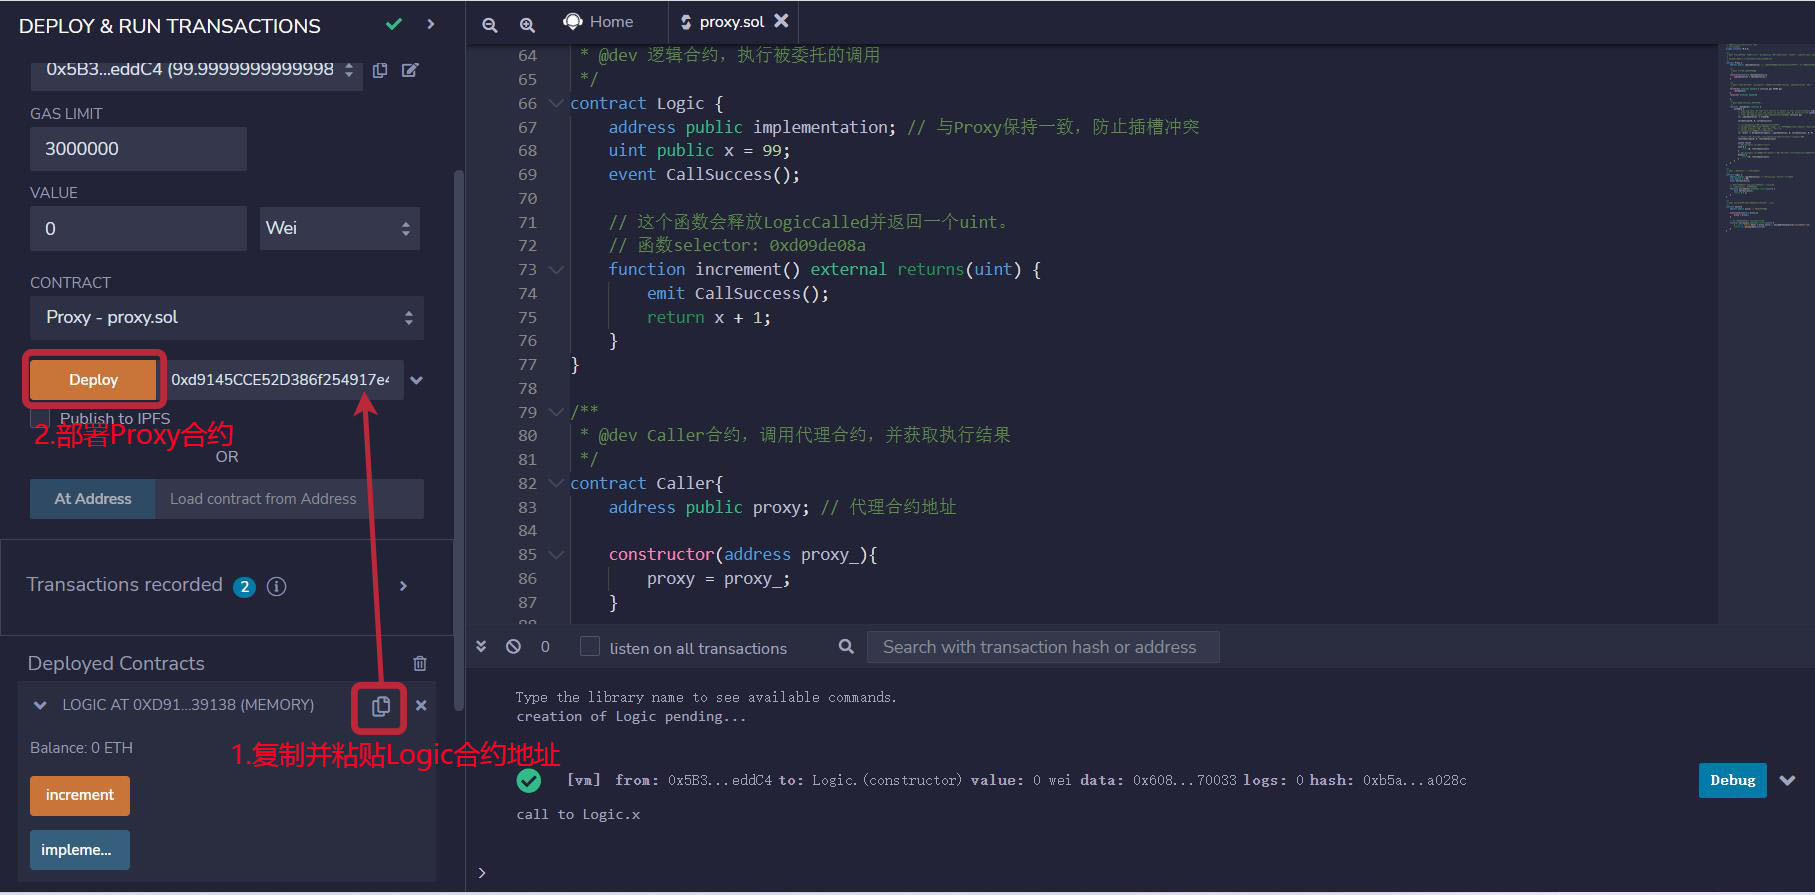 DEPLOY & RUN TRANSACTIONS
0x5B3...eddC4 (99.9999999999998
GAS LIMIT
3000000
VALUE
0
Wei
CONTRACT
Proxy - proxy.sol
Deploy
0xd9145CCE52D386f254917e4
Publish to IPFS
2.部署Proxy合约
OR
At Address
Load contract from Address
Transactions recorded 2
Deployed Contracts
LOGIC AT 0XD91...39138 (MEMORY)
1.复制并粘贴Logic合约地址
Balance: 0 ETH
increment
impleme...
Home
proxy.sol
64 * @dev 逻辑合约，执行被委托的调用
65 */
66 contract Logic {
67 address public implementation; // 与Proxy保持一致，防止插槽冲突
68 uint public x = 99;
69 event CallSuccess();
70
71 // 这个函数会释放LogicCalled并返回一个uint。
72 // 函数selector: 0xd09de08a
73 function increment() external returns(uint) {
74 emit CallSuccess();
75 return x + 1;
76 }
77 }
78
79 /**
80 * @dev Caller合约，调用代理合约，并获取执行结果
81 */
82 contract Caller{
83 address public proxy; // 代理合约地址
84
85 constructor(address proxy_){
86 proxy = proxy_;
87 }
0
listen on all transactions
Search with transaction hash or address
Type the library name to see available commands.
creation of Logic pending...
[vm] from: 0x5B3...eddC4 to: Logic.(constructor) value: 0 wei data: 0x608...70033 logs: 0 hash: 0xb5a...a028c
Debug
call to Logic.x
>